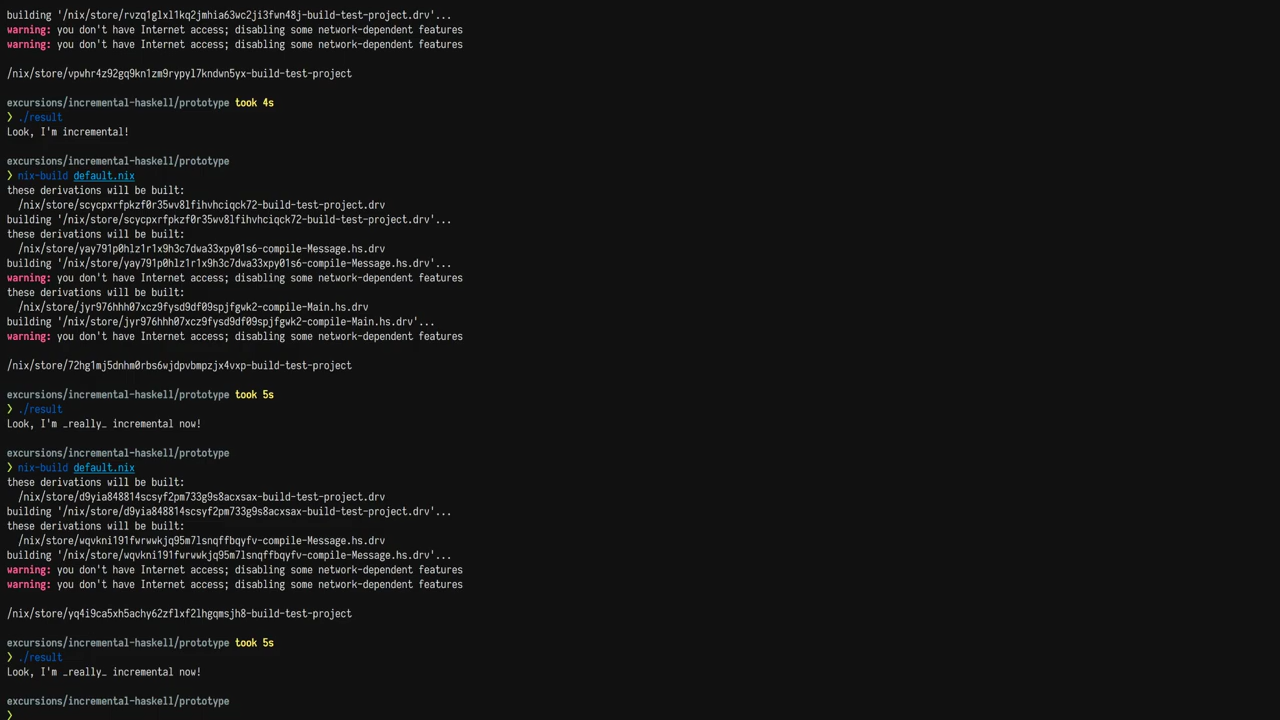 building '/nix/store/rvzq1glxl1kq2jmhia63wc2ji3fwn48j-build-test-project.drv'...
warning: you don't have Internet access; disabling some network-dependent features
warning: you don't have Internet access; disabling some network-dependent features
/nix/store/vpwhr4z92gq9kn1zm9rypyl7kndwn5yx-build-test-project
excursions/incremental-haskell/prototype took 4s
❯ ./result
Look, I'm incremental!
excursions/incremental-haskell/prototype
❯ nix-build default.nix
these derivations will be built:
/nix/store/scycpxrfpkzf0r35wv8lfihvhciqck72-build-test-project.drv
building '/nix/store/scycpxrfpkzf0r35wv8lfihvhciqck72-build-test-project.drv'...
these derivations will be built:
/nix/store/yay791p0hlz1r1x9h3c7dwa33xpy01s6-compile-Message.hs.drv
building '/nix/store/yay791p0hlz1r1x9h3c7dwa33xpy01s6-compile-Message.hs.drv'...
warning: you don't have Internet access; disabling some network-dependent features
these derivations will be built:
/nix/store/jyr976hhh07xcz9fysd9df09spjfgwk2-compile-Main.hs.drv
building '/nix/store/jyr976hhh07xcz9fysd9df09spjfgwk2-compile-Main.hs.drv'...
warning: you don't have Internet access; disabling some network-dependent features
/nix/store/72hg1mj5dnhm0rbs6wjdpvbmpzjx4vxp-build-test-project
excursions/incremental-haskell/prototype took 5s
❯ ./result
Look, I'm _really_ incremental now!
excursions/incremental-haskell/prototype
❯ nix-build default.nix
these derivations will be built:
/nix/store/d9yia848814scsyf2pm733g9s8acxsax-build-test-project.drv
building '/nix/store/d9yia848814scsyf2pm733g9s8acxsax-build-test-project.drv'...
these derivations will be built:
/nix/store/wqvkni191fwrwwkjq95m7lsnqffbqyfv-compile-Message.hs.drv
building '/nix/store/wqvkni191fwrwwkjq95m7lsnqffbqyfv-compile-Message.hs.drv'...
warning: you don't have Internet access; disabling some network-dependent features
warning: you don't have Internet access; disabling some network-dependent features
/nix/store/yq4i9ca5xh5achy62zflxf2lhgqmsjh8-build-test-project
excursions/incremental-haskell/prototype took 5s
❯ ./result
Look, I'm _really_ incremental now!
excursions/incremental-haskell/prototype
❯